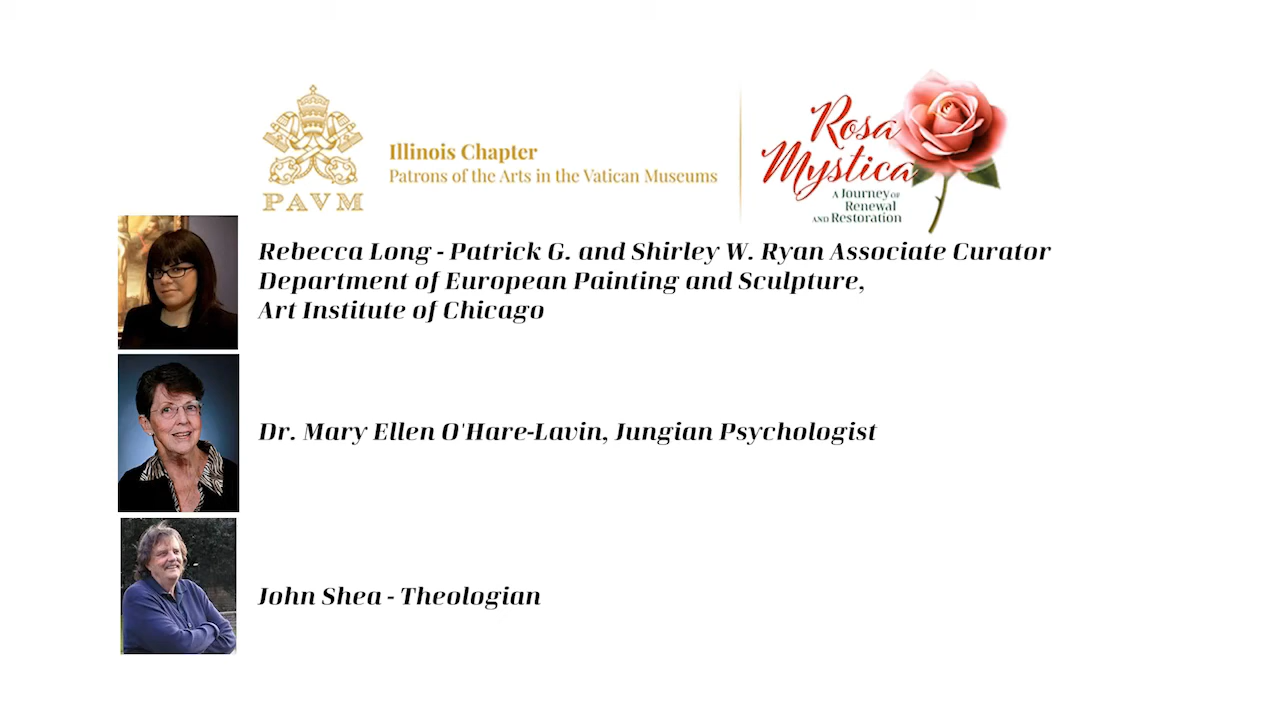 PAVM
Illinois Chapter
Patrons of the Arts in the Vatican Museums
Rosa
Mystica
A Journey OF
Renewal
AND Restoration
Rebecca Long - Patrick G. and Shirley W. Ryan Associate Curator
Department of European Painting and Sculpture,
Art Institute of Chicago
Dr. Mary Ellen O'Hare-Lavin, Jungian Psychologist
John Shea - Theologian